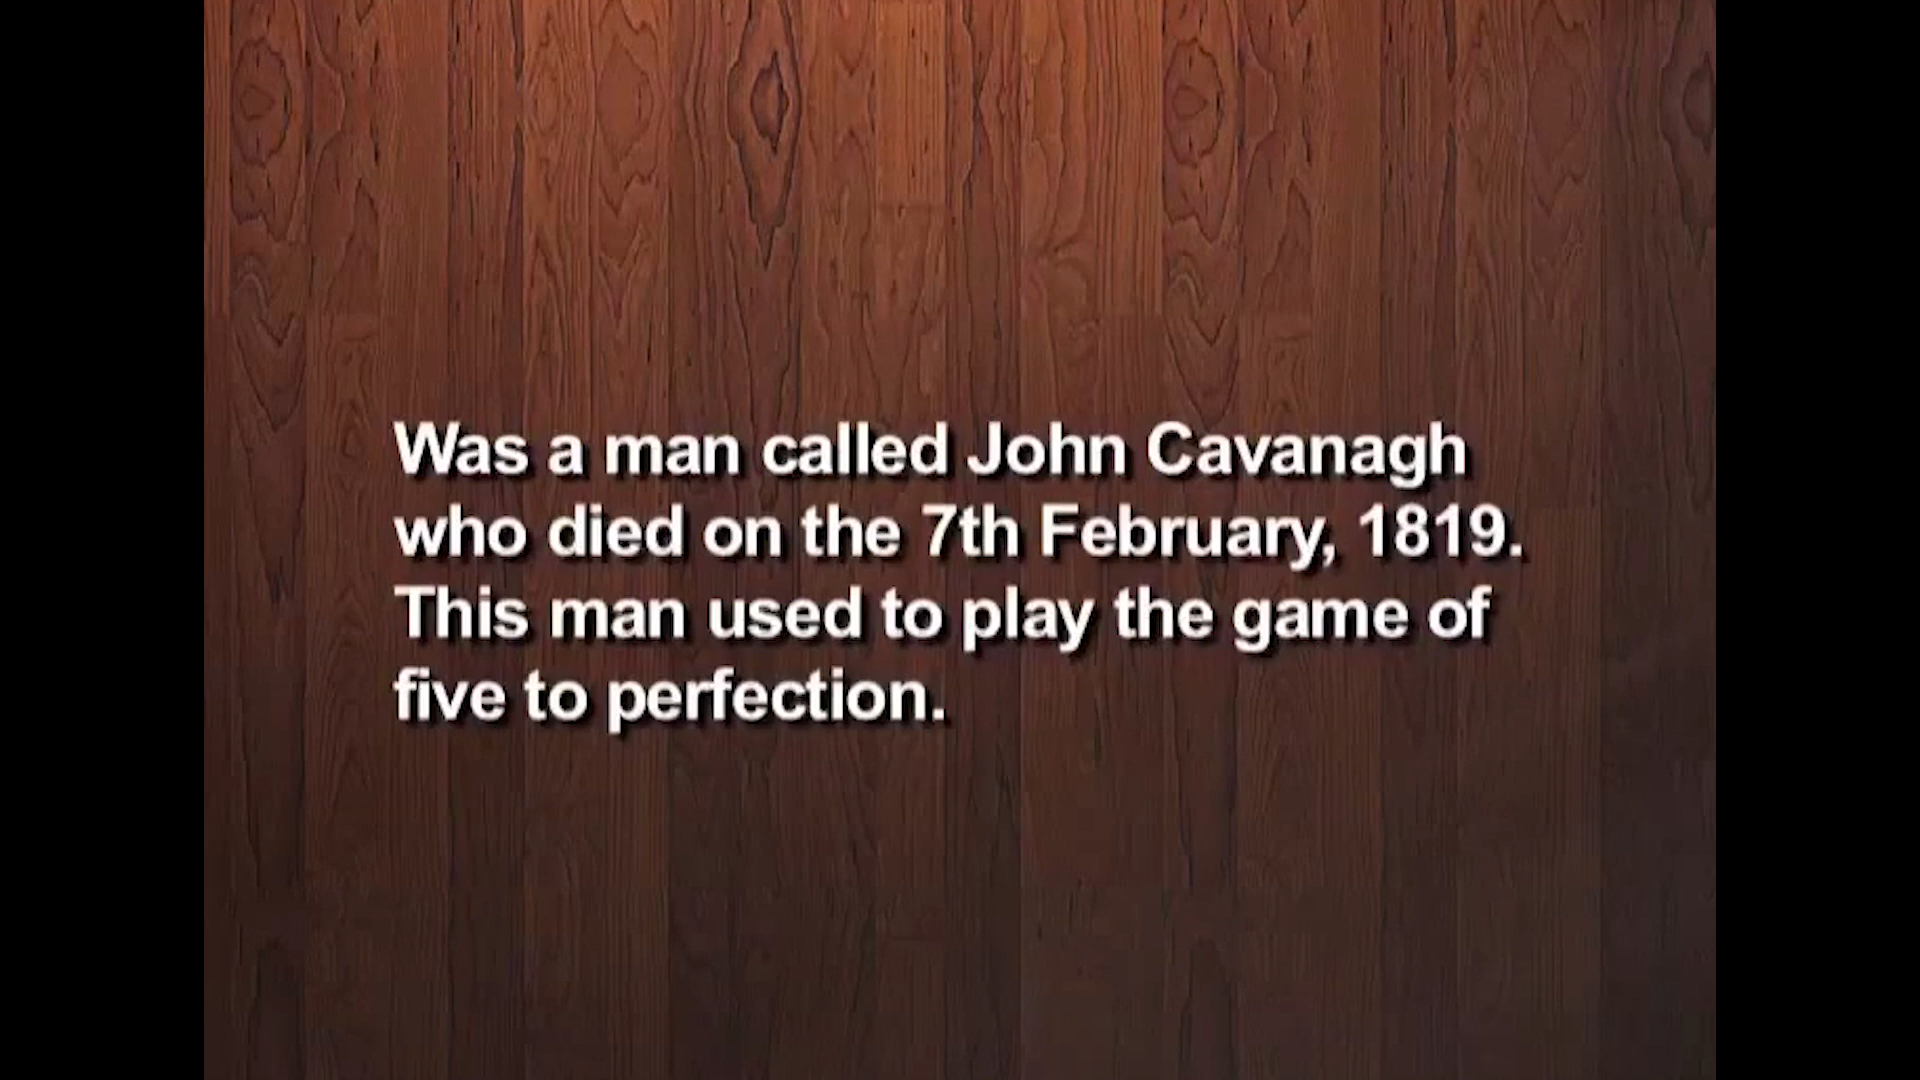 Was a man called John Cavanagh
who died on the 7th February, 1819.
This man used to play the game of
five to perfection.